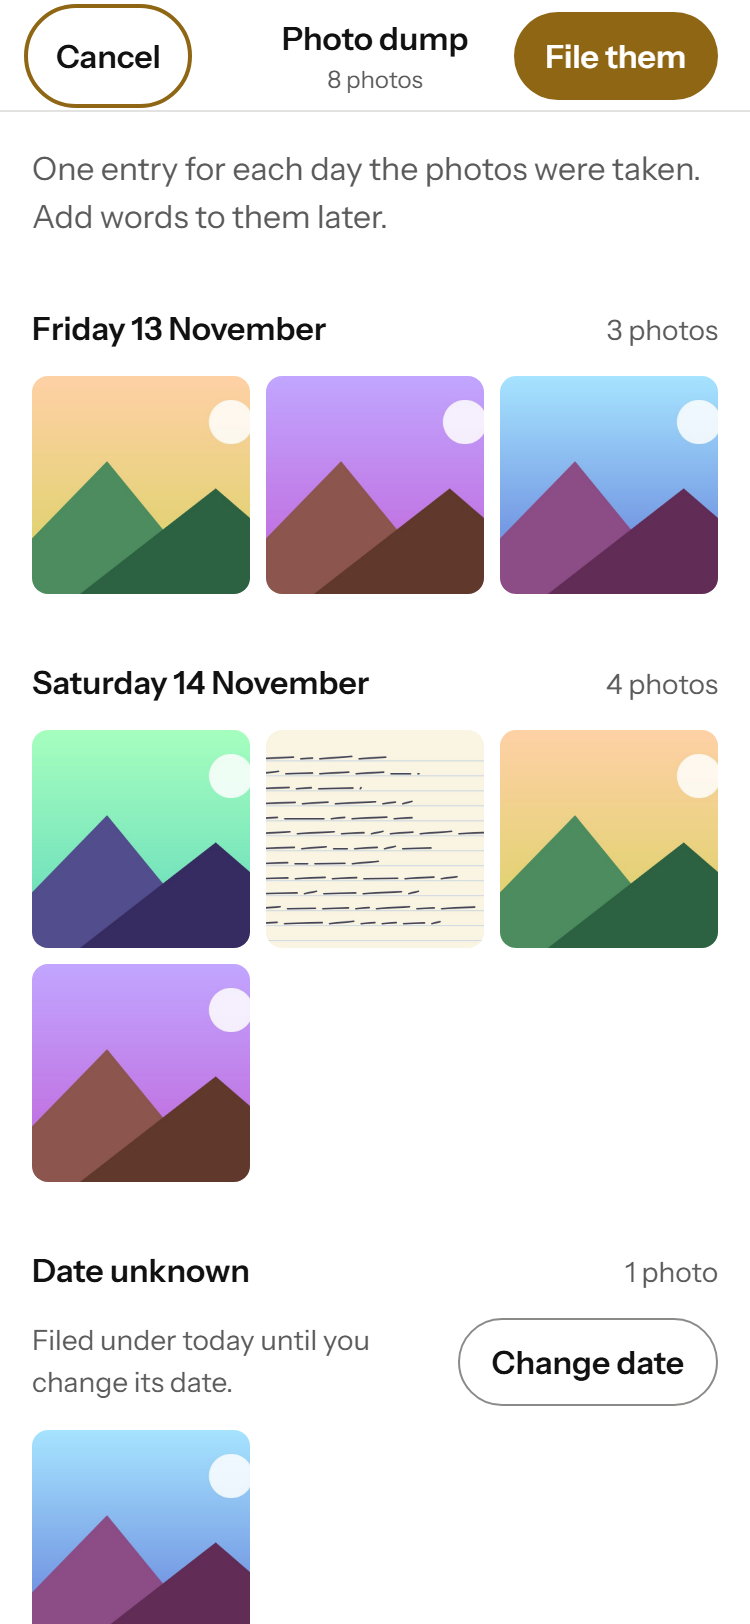 Cancel
Photo dump
8 photos
File them
One entry for each day the photos were taken.
Add words to them later.
Friday 13 November
3 photos
Saturday 14 November
4 photos
Date unknown
1 photo
Filed under today until you
change its date.
Change date